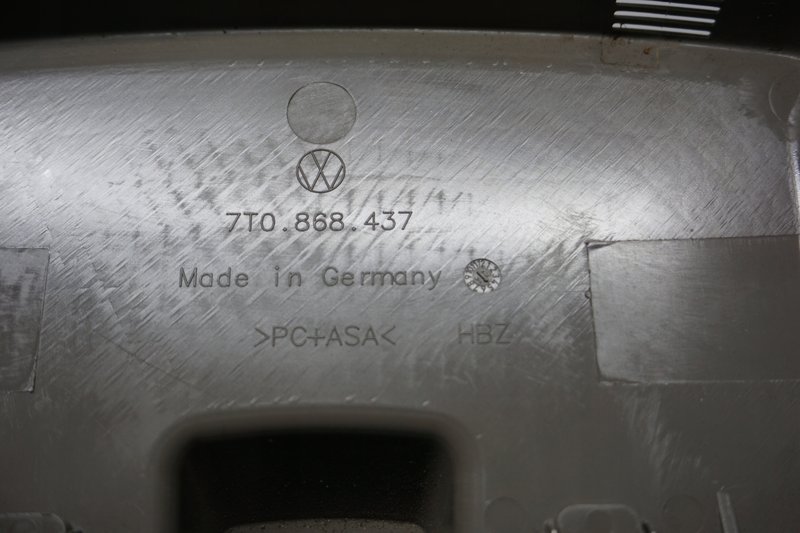 7T0.868.437
Made in Germany
>PC+ASA< HBZ